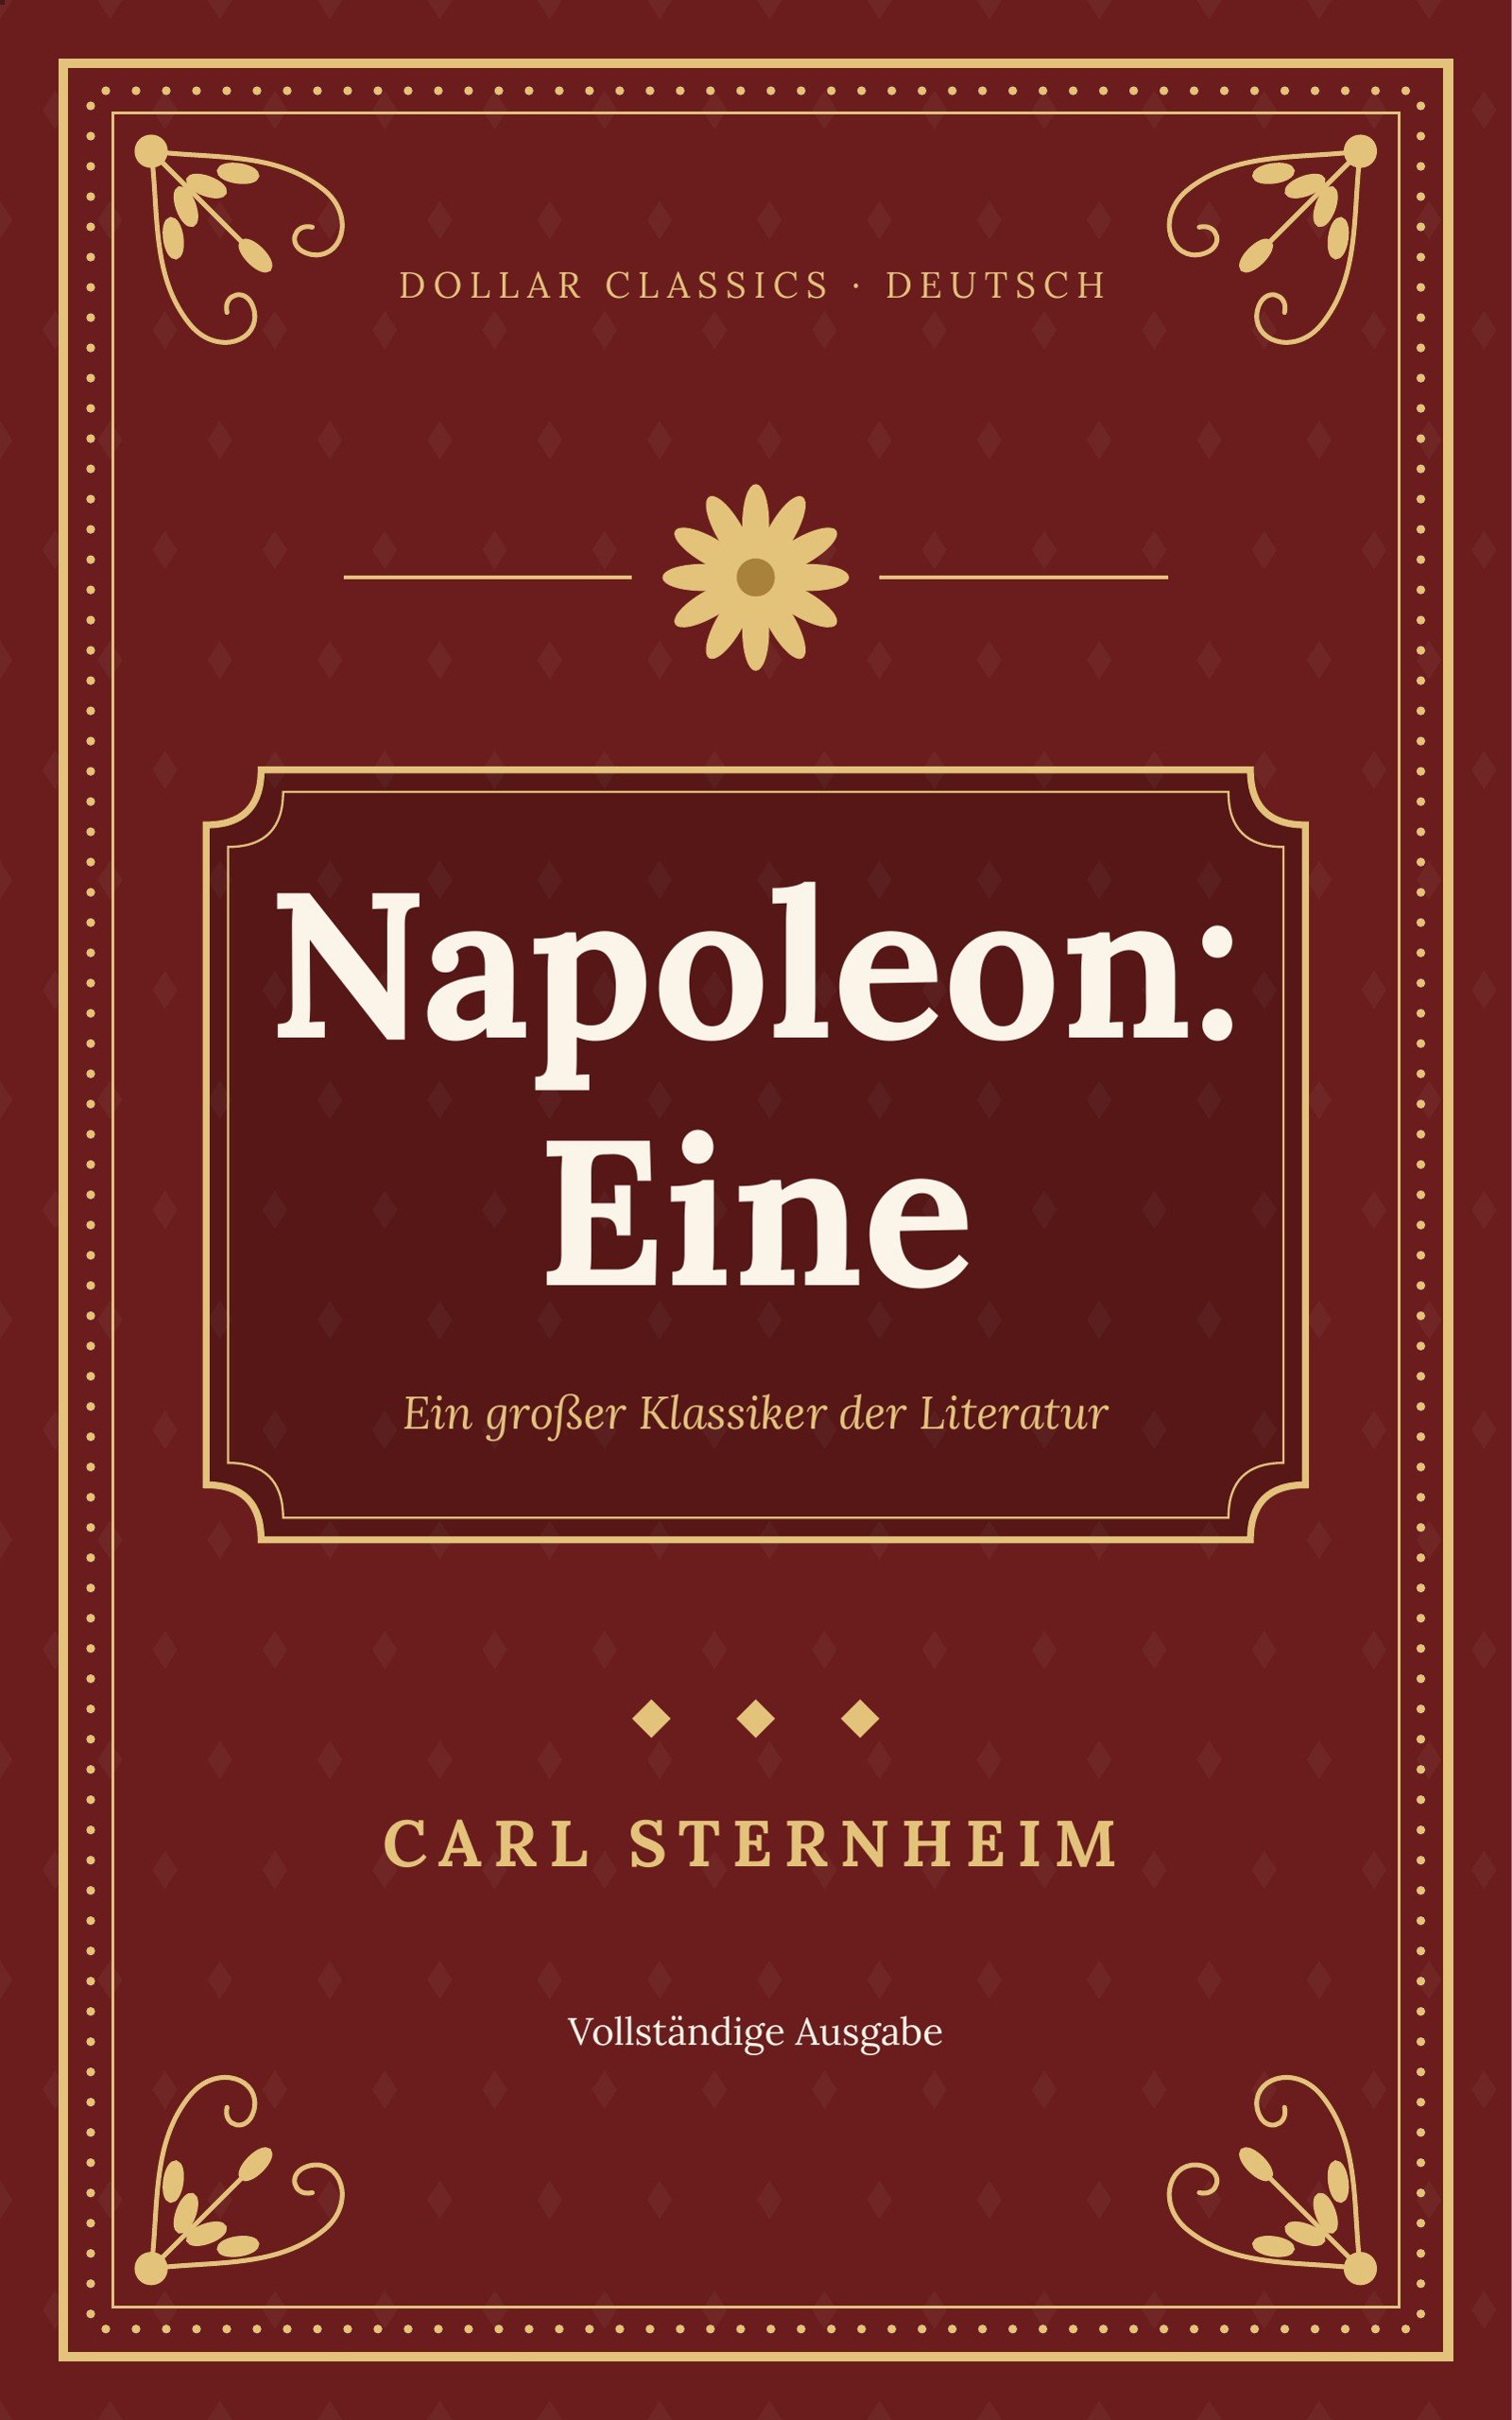 DOLLAR CLASSICS · DEUTSCH
Napoleon:
Eine
Ein großer Klassiker der Literatur
CARL STERNHEIM
Vollständige Ausgabe